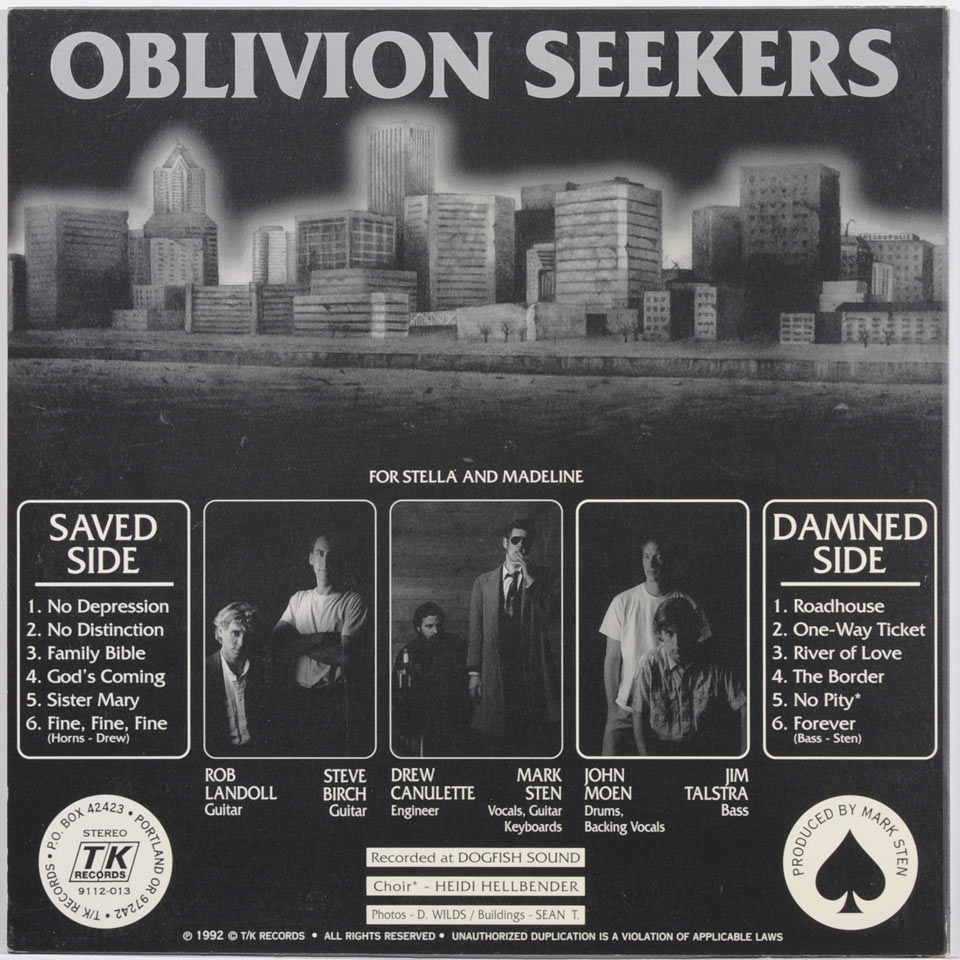 OBLIVION SEEKERS
FOR STELLA AND MADELINE
SAVED
SIDE
1. No Depression
2. No Distinction
3. Family Bible
4. God's Coming
5. Sister Mary
6. Fine, Fine, Fine
(Horns - Drew)
DAMNED
SIDE
1. Roadhouse
2. One-Way Ticket
3. River of Love
4. The Border
5. No Pity*
6. Forever
(Bass - Sten)
ROB
LANDOLL
Guitar
STEVE
BIRCH
Guitar
DREW
CANULETTE
Engineer
MARK
STEN
Vocals, Guitar
Keyboards
JOHN
MOEN
Drums,
Backing Vocals
JIM
TALSTRA
Bass
T/K RECORDS • P.O. BOX 42423 • PORTLAND OR 97242 •
STEREO
T/K
RECORDS
9112-013
Recorded at DOGFISH SOUND
Choir* - HEIDI HELLBENDER
Photos - D. WILDS / Buildings - SEAN T.
PRODUCED BY MARK STEN
℗ 1992 © T/K RECORDS • ALL RIGHTS RESERVED • UNAUTHORIZED DUPLICATION IS A VIOLATION OF APPLICABLE LAWS